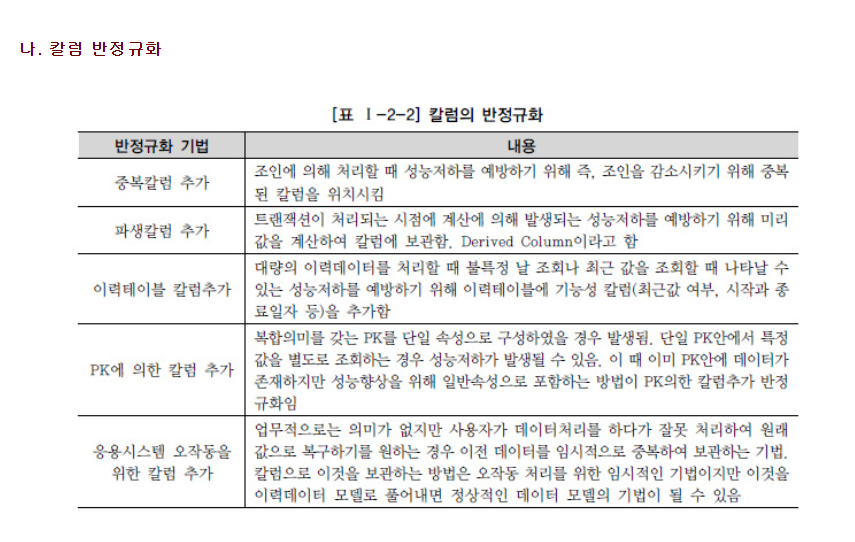 나. 칼럼 반정규화
[표 Ⅰ-2-2] 칼럼의 반정규화
반정규화 기법 내용
중복칼럼 추가
조인에 의해 처리할 때 성능저하를 예방하기 위해 즉, 조인을 감소시키기 위해 중복
된 칼럼을 위치시킴
파생칼럼 추가
트랜잭션이 처리되는 시점에 계산에 의해 발생되는 성능저하를 예방하기 위해 미리
값을 계산하여 칼럼에 보관함. Derived Column이라고 함
이력테이블 칼럼추가
대량의 이력데이터를 처리할 때 불특정 날 조회나 최근 값을 조회할 때 나타날 수
있는 성능저하를 예방하기 위해 이력테이블에 기능성 칼럼(최근값 여부, 시작과 종
료일자 등)을 추가함
PK에 의한 칼럼 추가
복합의미를 갖는 PK를 단일 속성으로 구성하였을 경우 발생됨. 단일 PK안에서 특정
값을 별도로 조회하는 경우 성능저하가 발생될 수 있음. 이 때 이미 PK안에 데이터가
존재하지만 성능향상을 위해 일반속성으로 포함하는 방법이 PK의한 칼럼추가 반정
규화임
응용시스템 오작동을
위한 칼럼 추가
업무적으로는 의미가 없지만 사용자가 데이터처리를 하다가 잘못 처리하여 원래
값으로 복구하기를 원하는 경우 이전 데이터를 임시적으로 중복하여 보관하는 기법.
칼럼으로 이것을 보관하는 방법은 오작동 처리를 위한 임시적인 기법이지만 이것을
이력데이터 모델로 풀어내면 정상적인 데이터 모델의 기법이 될 수 있음